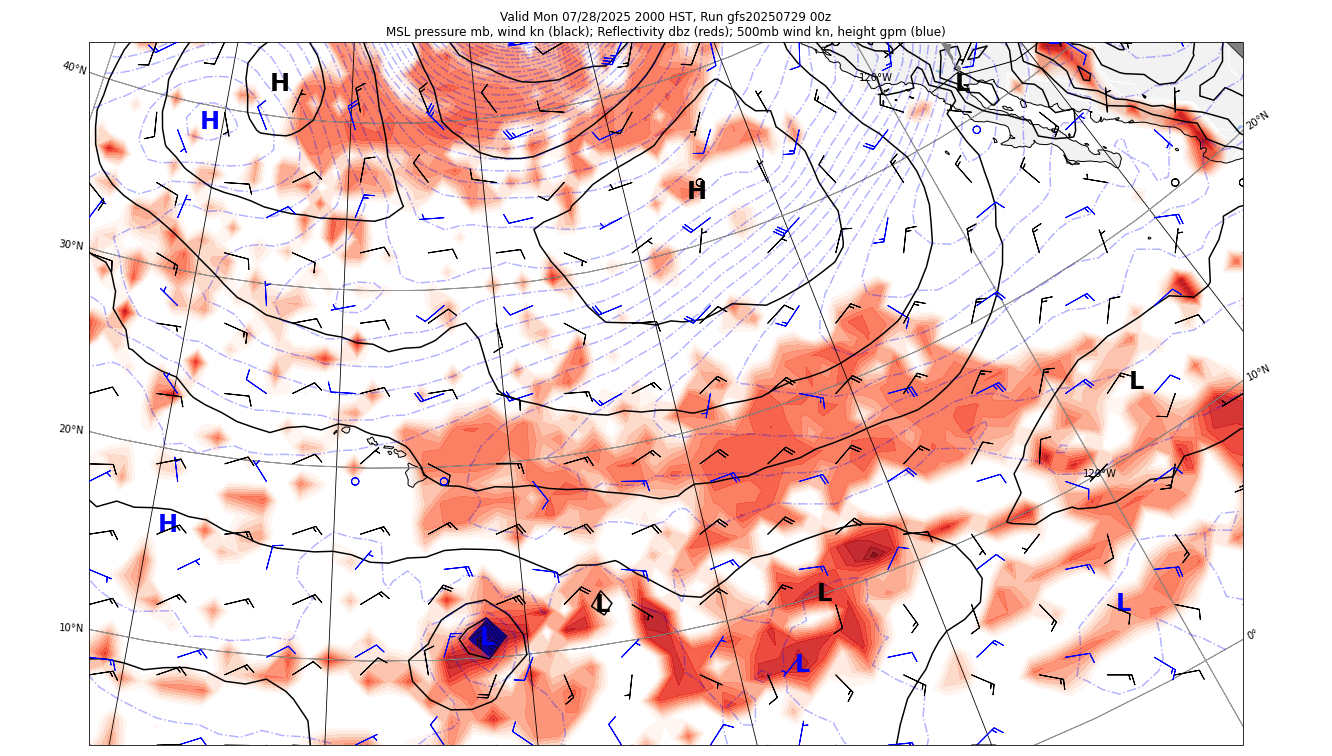 Valid Mon 07/28/2025 2000 HST, Run gfs20250729 00z
MSL pressure mb, wind kn (black); Reflectivity dbz (reds); 500mb wind kn, height gpm (blue)
40°N
H
120°W
L
H
20°N
H
30°N
10°N
L
20°N
120°W
H
L
L
L
10°N
L
0°
L